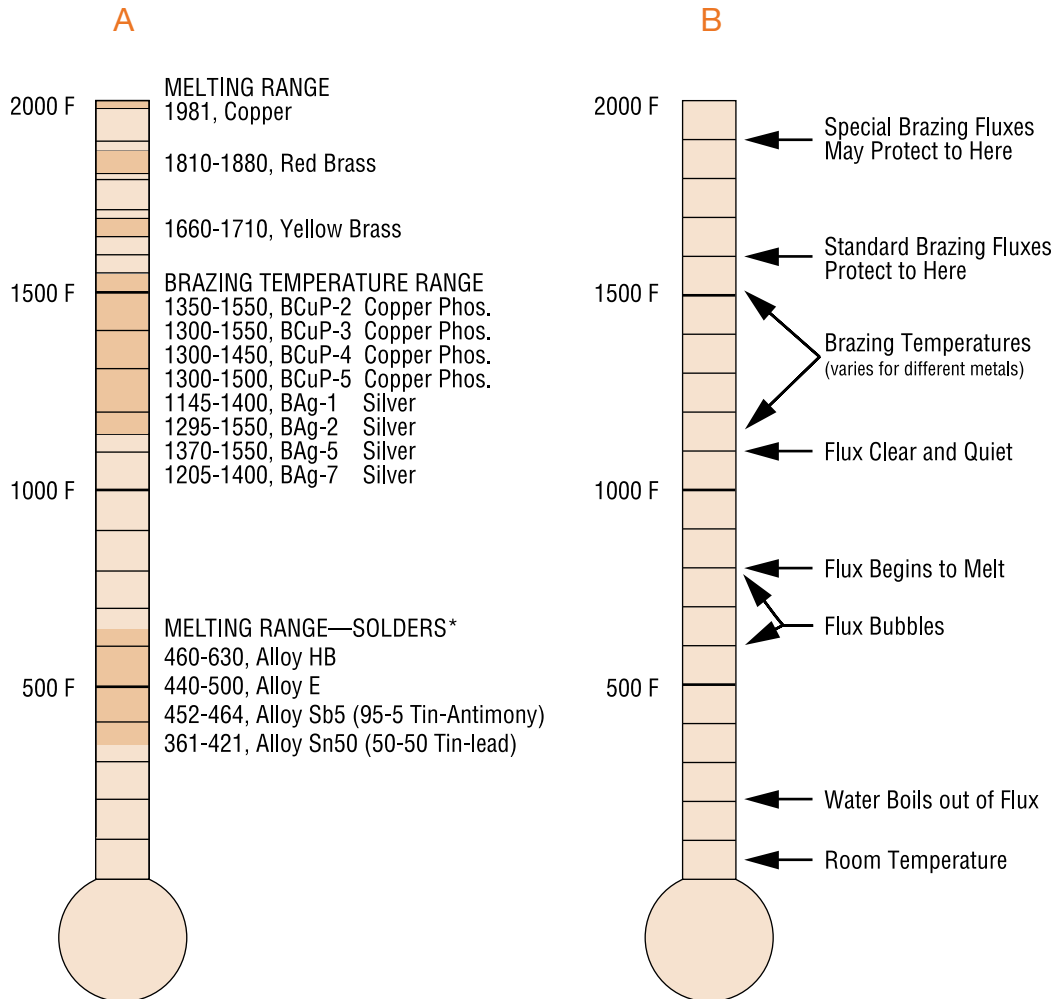 A
MELTING RANGE
2000 F
1981, Copper
1810-1880, Red Brass
1660-1710, Yellow Brass
BRAZING TEMPERATURE RANGE
1500 F
1350-1550, BCuP-2 Copper Phos.
1300-1550, BCuP-3 Copper Phos.
1300-1450, BCuP-4 Copper Phos.
1300-1500, BCuP-5 Copper Phos.
1145-1400, BAg-1 Silver
1295-1550, BAg-2 Silver
1370-1550, BAg-5 Silver
1205-1400, BAg-7 Silver
1000 F
MELTING RANGE—SOLDERS*
460-630, Alloy HB
500 F
440-500, Alloy E
452-464, Alloy Sb5 (95-5 Tin-Antimony)
361-421, Alloy Sn50 (50-50 Tin-lead)
B
2000 F
Special Brazing Fluxes
May Protect to Here
Standard Brazing Fluxes
Protect to Here
1500 F
Brazing Temperatures
(varies for different metals)
Flux Clear and Quiet
1000 F
Flux Begins to Melt
Flux Bubbles
500 F
Water Boils out of Flux
Room Temperature